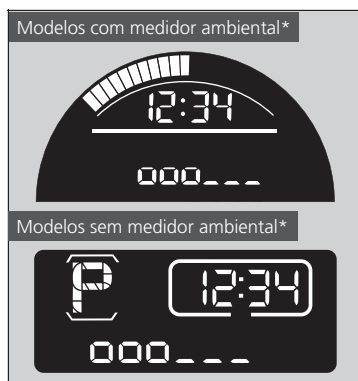 Modelos com medidor ambiental*
12:34
000___
Modelos sem medidor ambiental*
P
12:34
000___